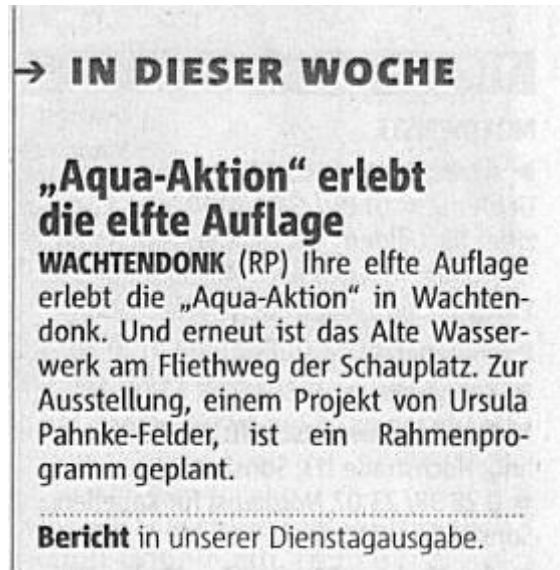 → IN DIESER WOCHE
„Aqua-Aktion“ erlebt
die elfte Auflage
WACHTENDONK (RP) Ihre elfte Auflage
erlebt die „Aqua-Aktion“ in Wachten-
donk. Und erneut ist das Alte Wasser-
werk am Fliethweg der Schauplatz. Zur
Ausstellung, einem Projekt von Ursula
Pahnke-Felder, ist ein Rahmenpro-
gramm geplant.
Bericht in unserer Dienstagausgabe.